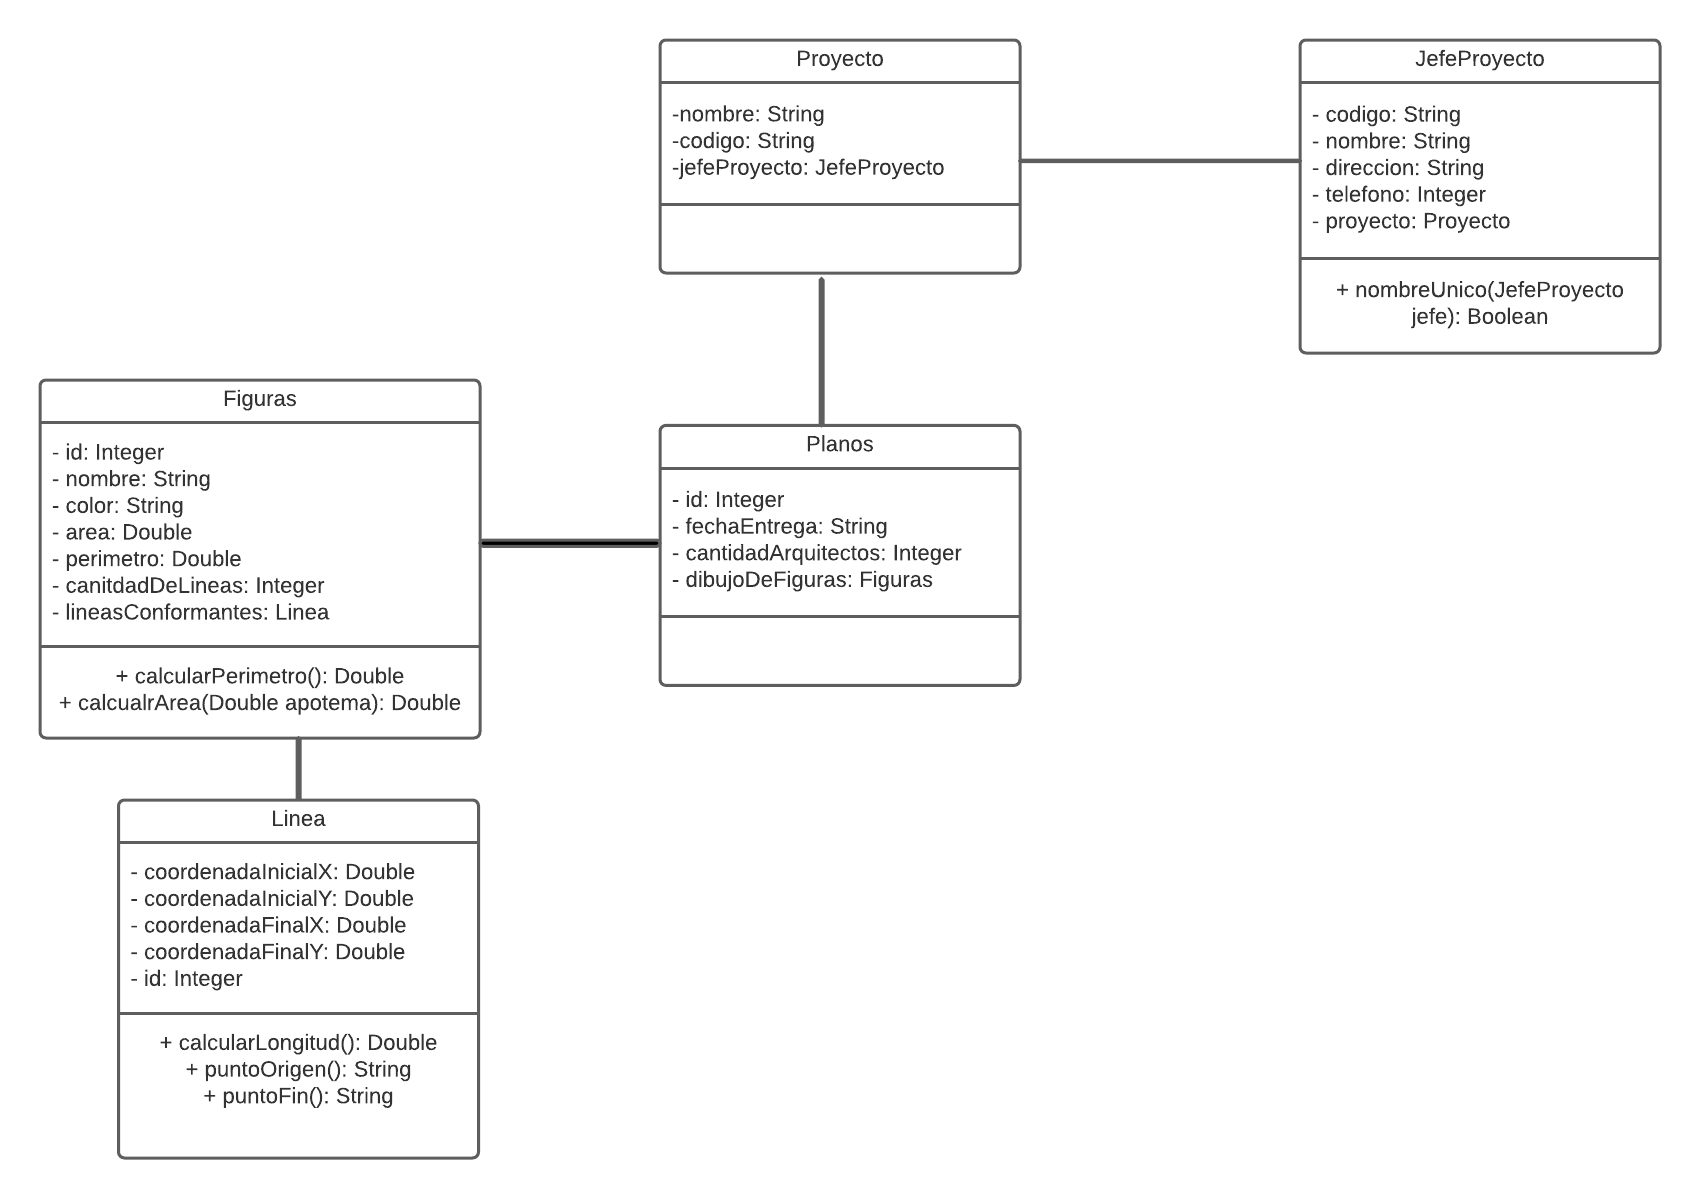 Proyecto
-nombre: String
-codigo: String
-jefeProyecto: JefeProyecto
JefeProyecto
- codigo: String
- nombre: String
- direccion: String
- telefono: Integer
- proyecto: Proyecto
+ nombreUnico(JefeProyecto
jefe): Boolean
Figuras
- id: Integer
- nombre: String
- color: String
- area: Double
- perimetro: Double
- canitdadDeLineas: Integer
- lineasConformantes: Linea
+ calcularPerimetro(): Double
+ calcualrArea(Double apotema): Double
Planos
- id: Integer
- fechaEntrega: String
- cantidadArquitectos: Integer
- dibujoDeFiguras: Figuras
Linea
- coordenadaInicialX: Double
- coordenadaInicialY: Double
- coordenadaFinalX: Double
- coordenadaFinalY: Double
- id: Integer
+ calcularLongitud(): Double
+ puntoOrigen(): String
+ puntoFin(): String